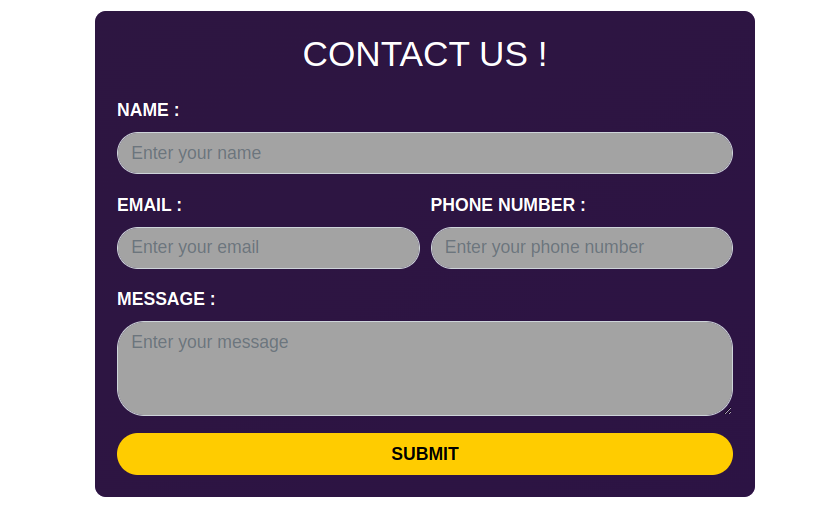 CONTACT US !
NAME :
Enter your name
EMAIL :
PHONE NUMBER :
Enter your email
Enter your phone number
MESSAGE :
Enter your message
SUBMIT